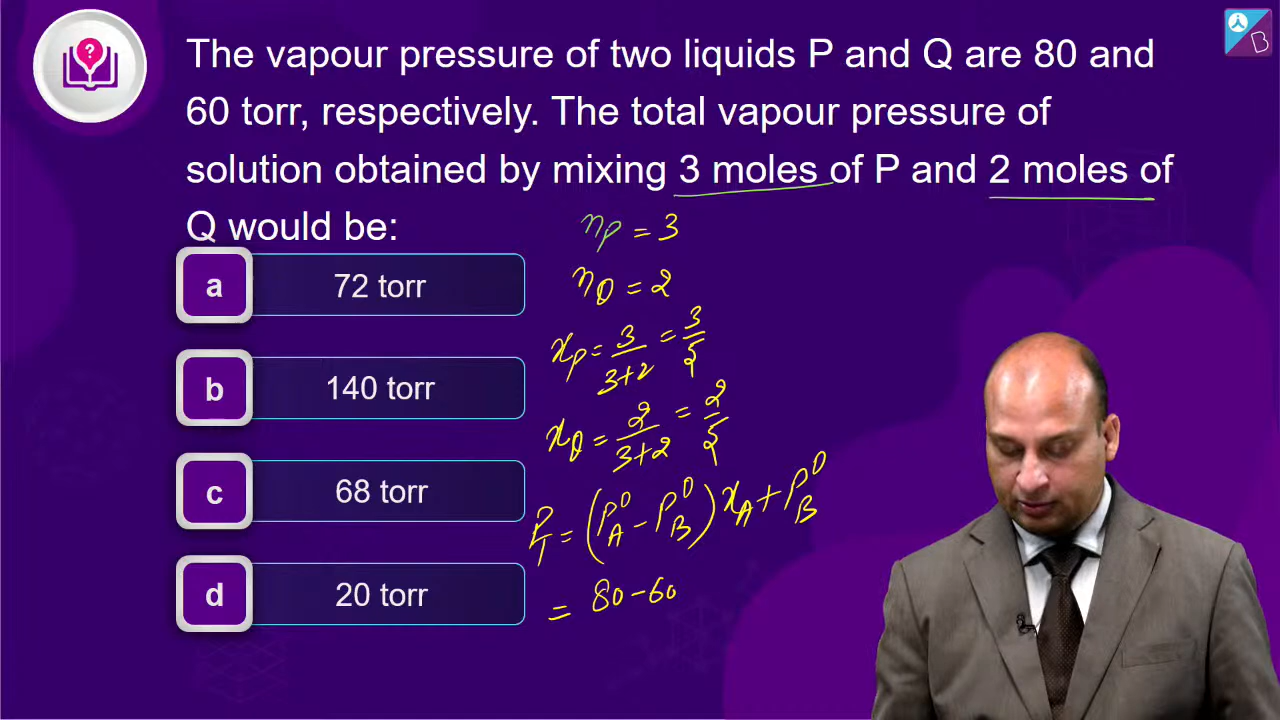 The vapour pressure of two liquids P and Q are 80 and
60 torr, respectively. The total vapour pressure of
solution obtained by mixing 3 moles of P and 2 moles of
Q would be:
a 72 torr
b 140 torr
c 68 torr
d 20 torr
ηP = 3
ηQ = 2
xP = 3/(3+2) = 3/5
xQ = 2/(3+2) = 2/5
PT = (P°A - P°B) xA + P°B
= 80-60
?
B